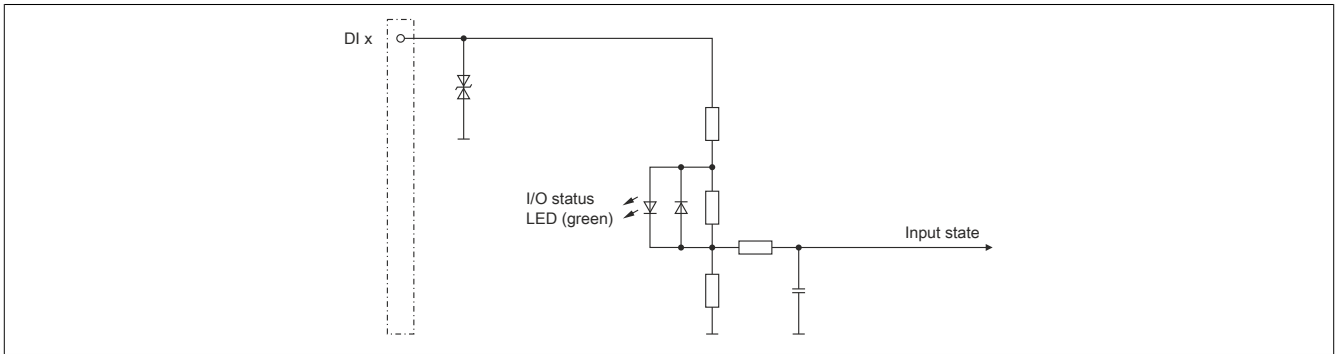 DI x
I/O status
LED (green)
Input state